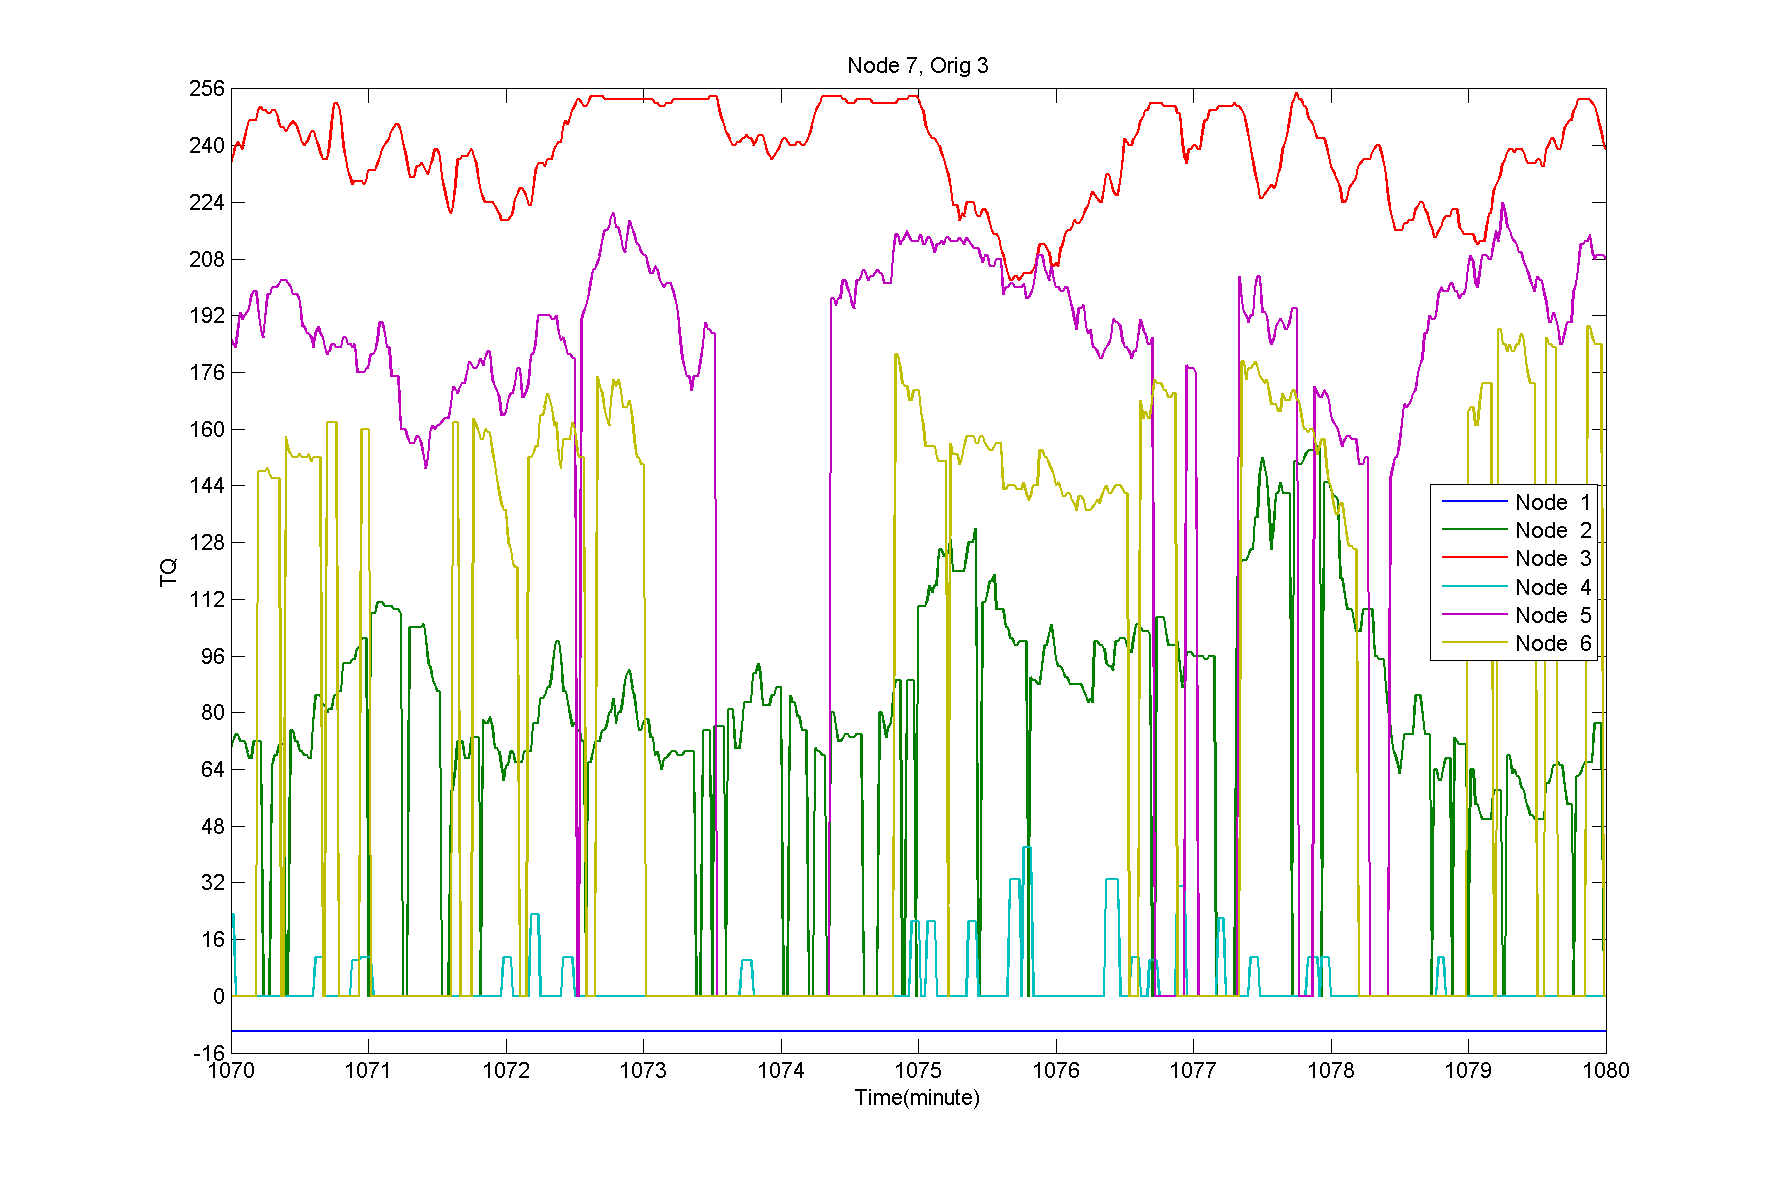 Node 7, Orig 3
256
240
224
208
192
176
160
144
128
112
96
80
64
48
32
16
0
-16
TQ
Node 1
Node 2
Node 3
Node 4
Node 5
Node 6
1070 1071 1072 1073 1074 1075 1076 1077 1078 1079 1080
Time(minute)